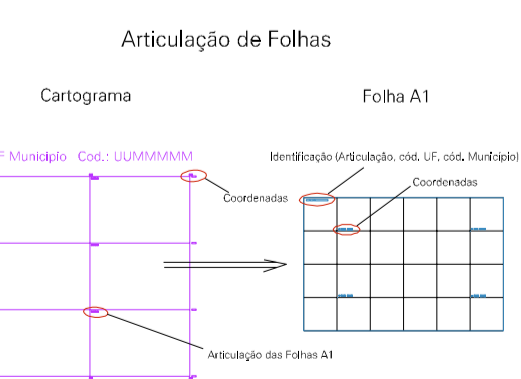 Articulação de Folhas
Cartograma
Folha A1
F Município Cod.: UUMMMMM
Identificação (Articulação, cód. UF, cód. Município)
Coordenadas
Coordenadas
Articulação das Folhas A1